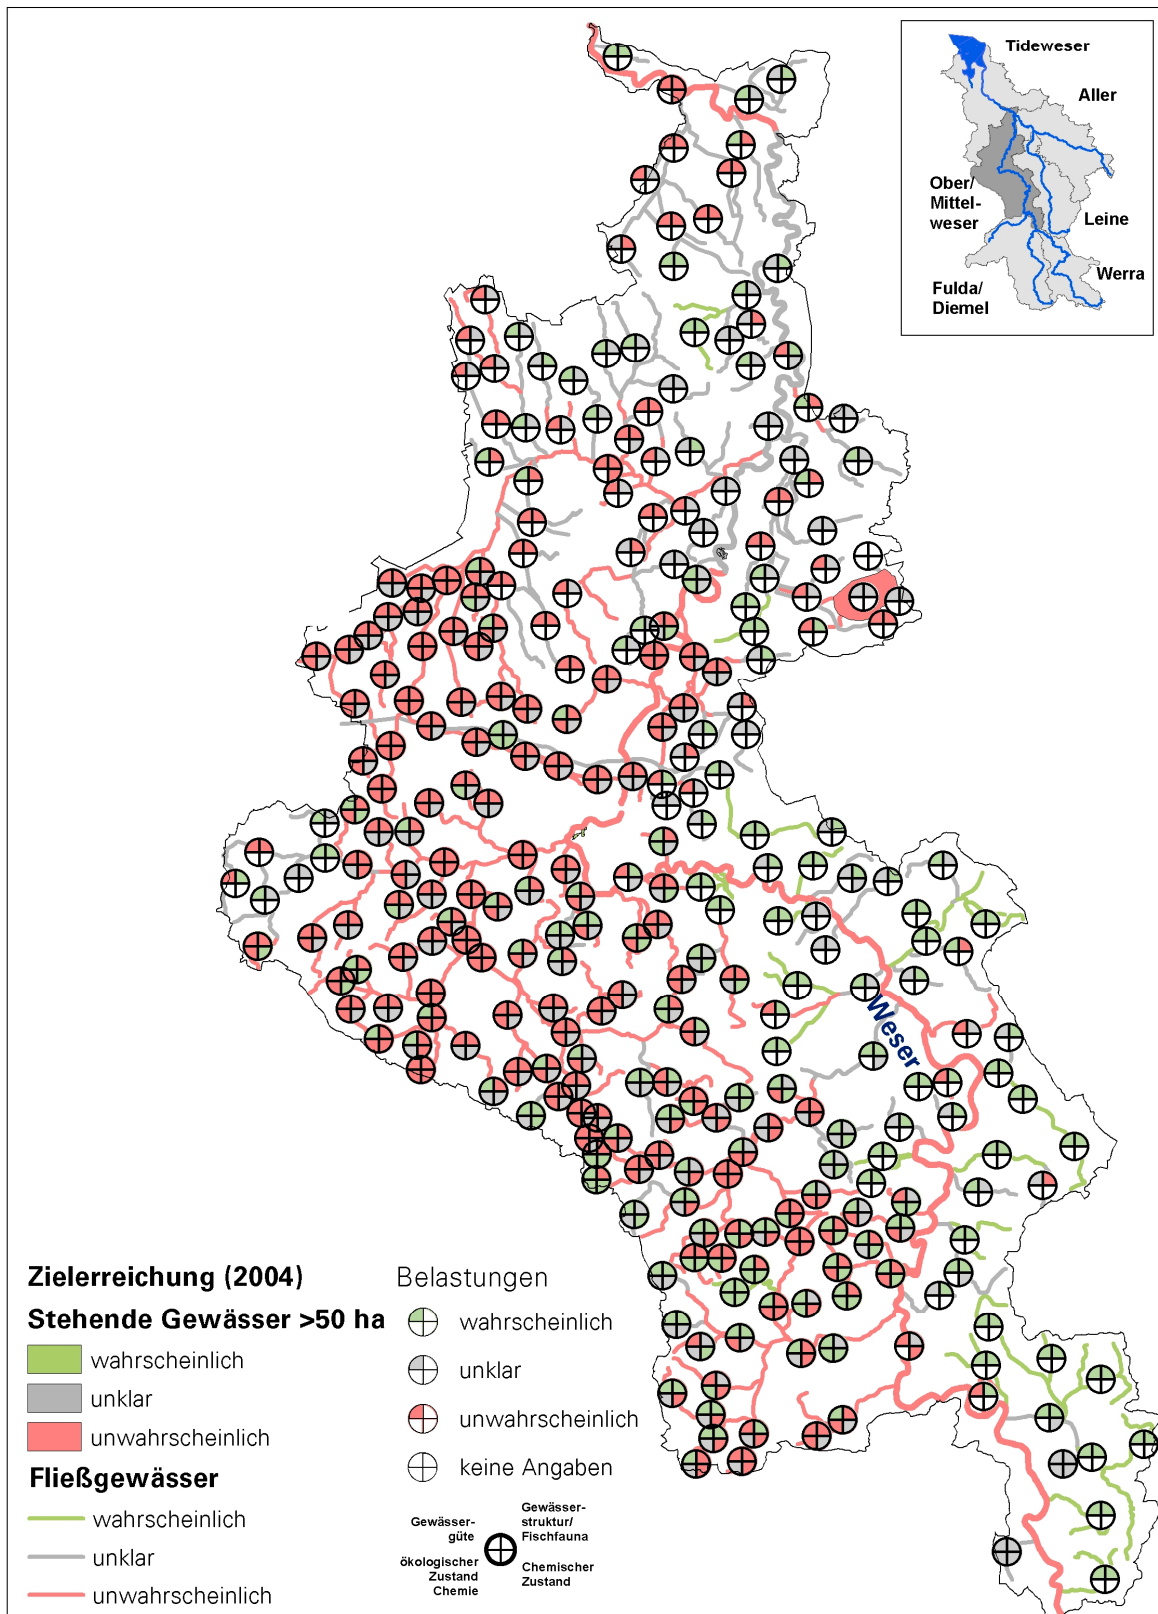 Tideweser
Aller
Ober/
Mittel-
weser
Leine
Werra
Fulda/
Diemel
Weser
Zielerreichung (2004)
Stehende Gewässer >50 ha
wahrscheinlich
unklar
unwahrscheinlich
Fließgewässer
wahrscheinlich
unklar
unwahrscheinlich
Belastungen
wahrscheinlich
unklar
unwahrscheinlich
keine Angaben
Gewässer-
güte
Gewässer-
struktur/
Fischfauna
ökologischer
Zustand
Chemie
Chemischer
Zustand